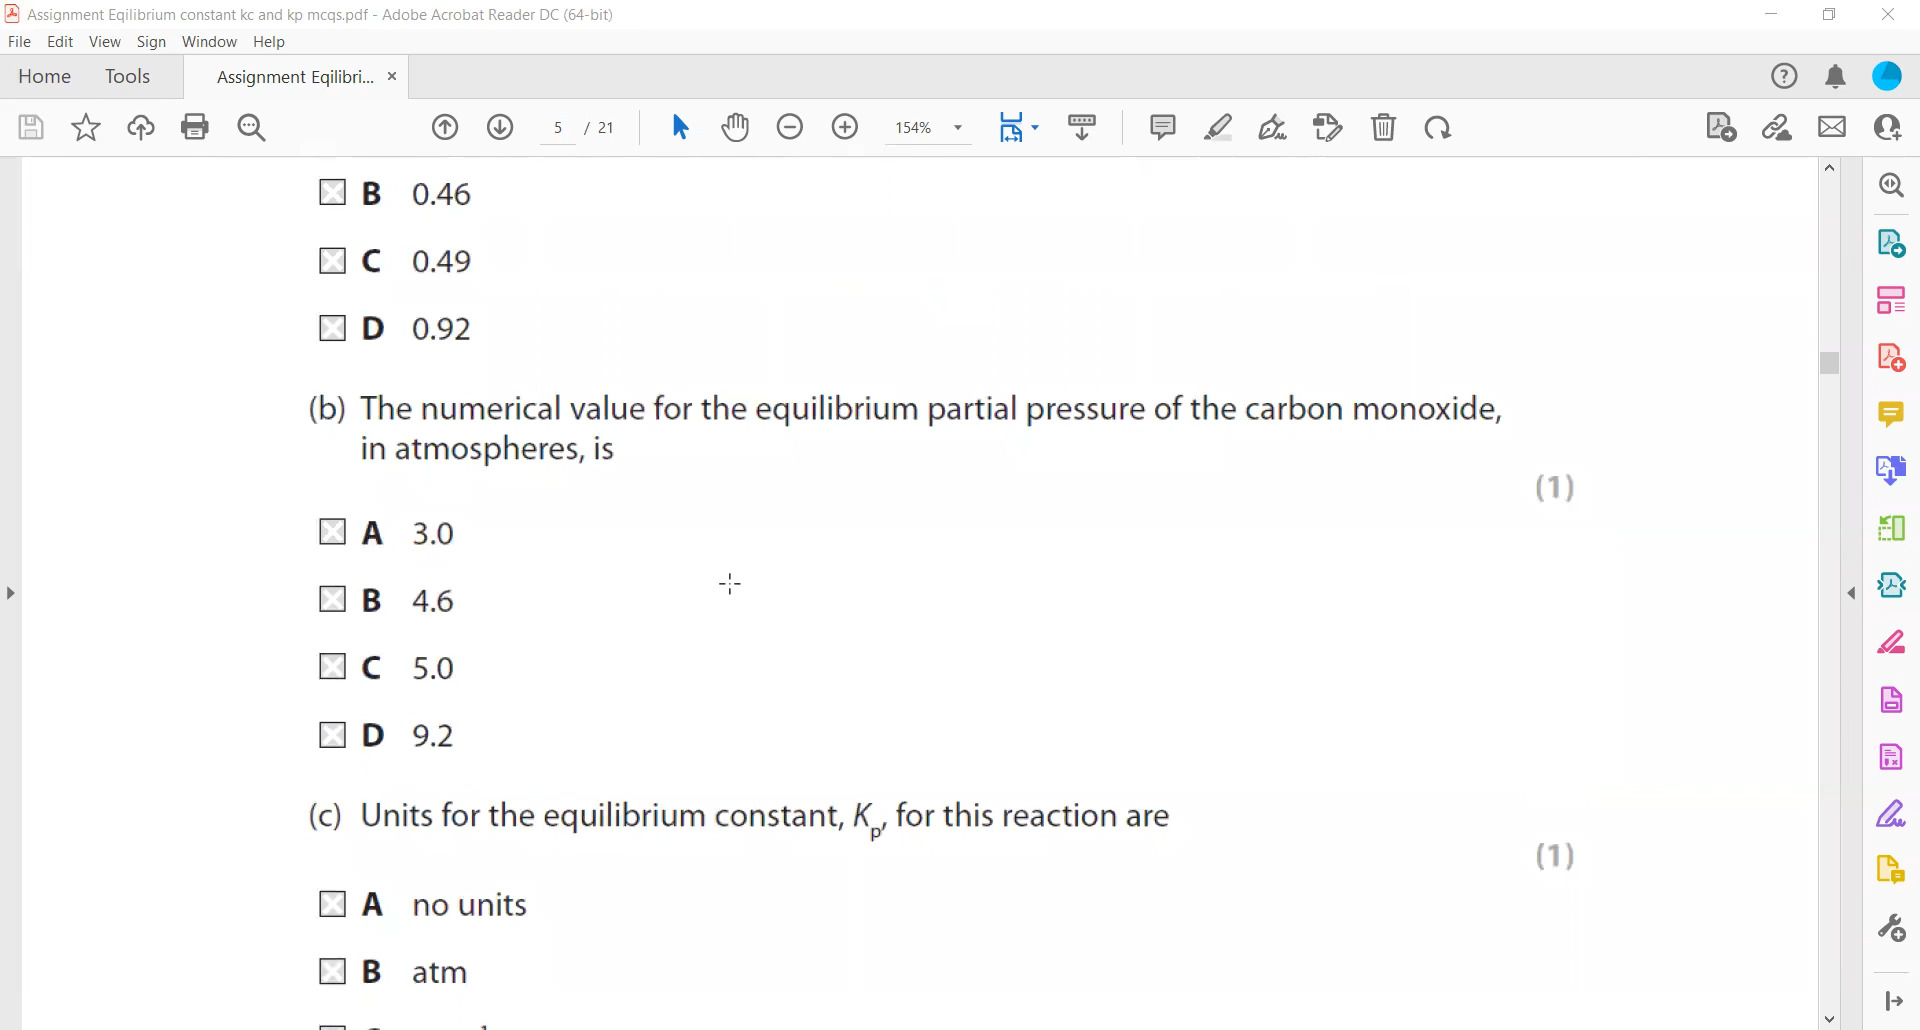 Assignment Eqilibrium constant kc and kp mcqs.pdf - Adobe Acrobat Reader DC (64-bit)
File Edit View Sign Window Help
Home Tools Assignment Eqilibri... ×
5 / 21 154%
B 0.46
C 0.49
D 0.92
(b) The numerical value for the equilibrium partial pressure of the carbon monoxide,
in atmospheres, is
(1)
A 3.0
B 4.6
C 5.0
D 9.2
(c) Units for the equilibrium constant, Kp, for this reaction are
(1)
A no units
B atm